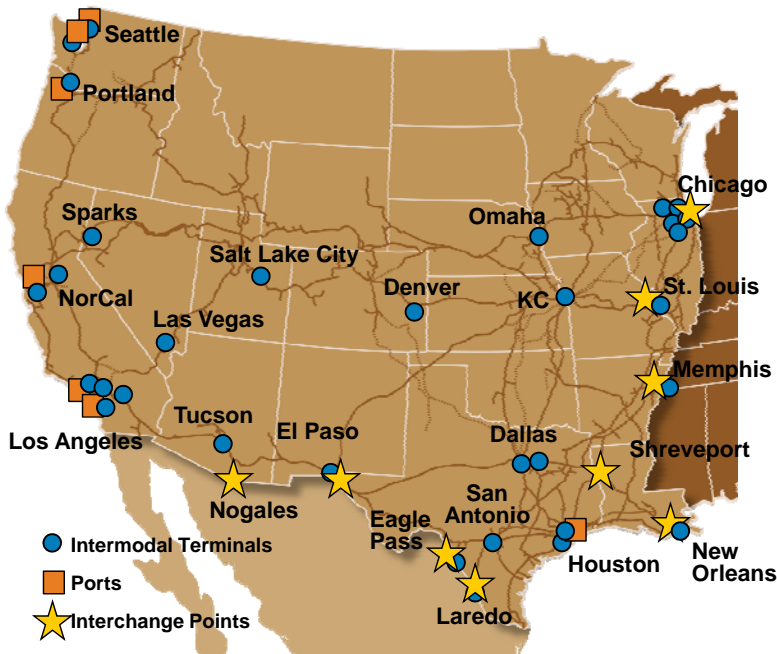 Seattle
Portland
Chicago
Sparks
Omaha
Salt Lake City
Denver
KC
St. Louis
NorCal
Las Vegas
Memphis
Los Angeles
Tucson
El Paso
Dallas
Shreveport
Nogales
San
Antonio
Eagle
Pass
Houston
New
Orleans
Laredo
Intermodal Terminals
Ports
Interchange Points